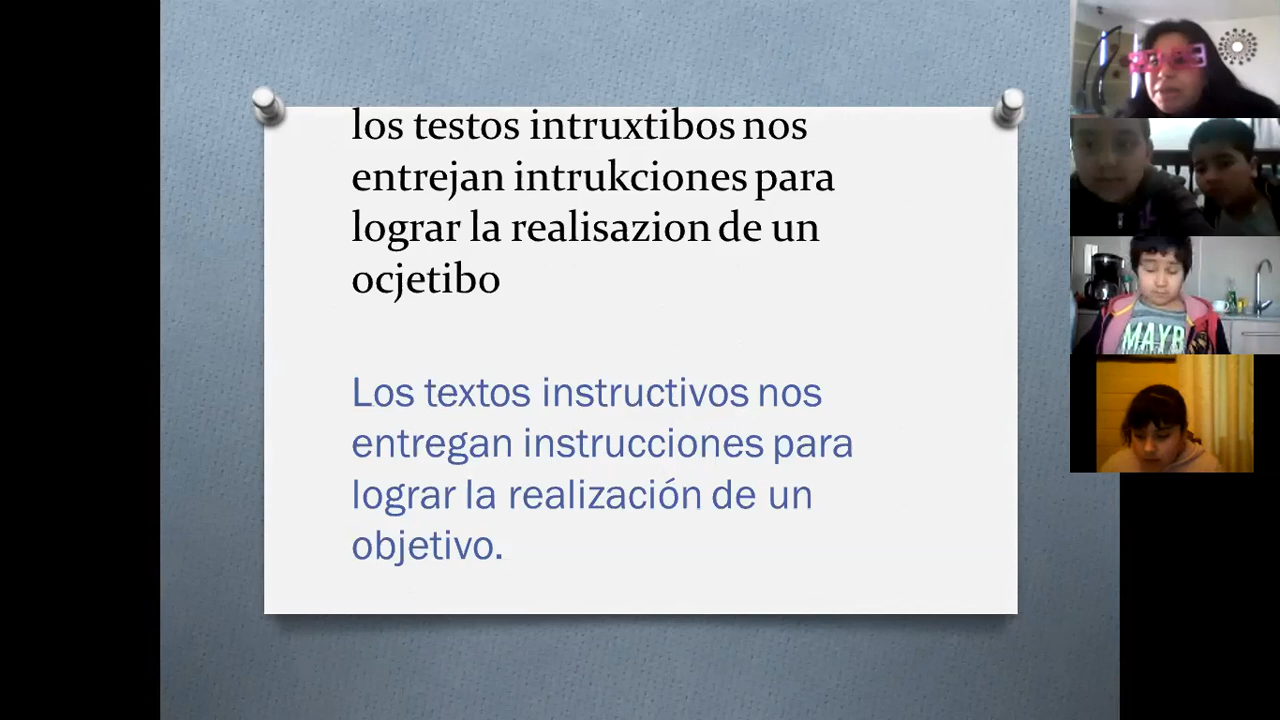 los testos intruxtibos nos
entrejan intrukciones para
lograr la realisazion de un
ocjetibo
Los textos instructivos nos
entregan instrucciones para
lograr la realización de un
objetivo.
MAYR